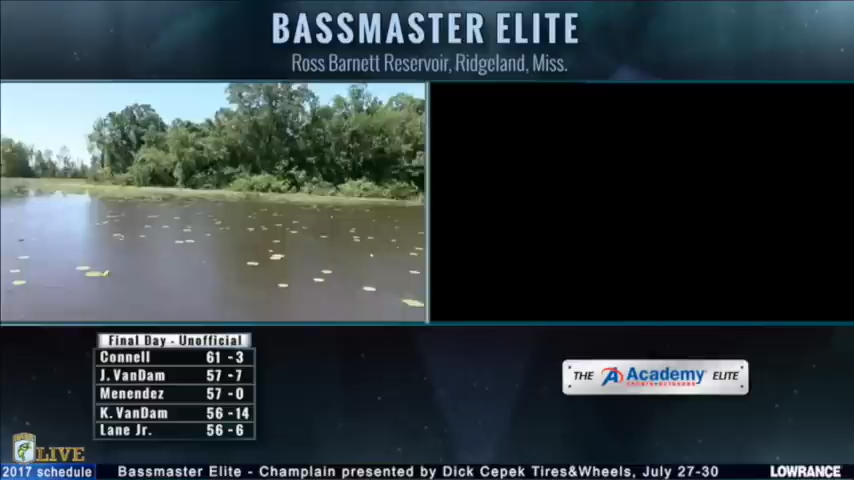 BASSMASTER ELITE
Ross Barnett Reservoir, Ridgeland, Miss.
Final Day - Unofficial
Connell 61 -3
J. VanDam 57 -7
Menendez 57 -0
K. VanDam 56 -14
Lane Jr. 56 -6
THE Academy ELITE
LIVE
2017 schedule Bassmaster Elite - Champlain presented by Dick Cepek Tires&Wheels, July 27-30 LOWRANCE